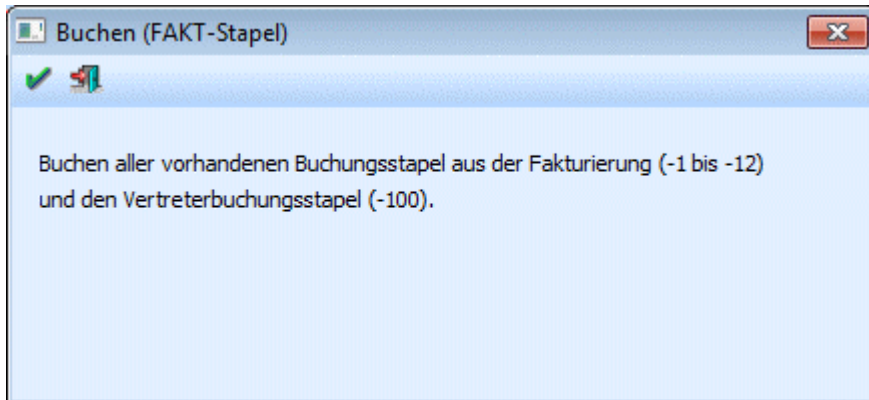 Buchen (FAKT-Stapel)
Buchen aller vorhandenen Buchungsstapel aus der Fakturierung (-1 bis -12)
und den Vertreterbuchungsstapel (-100).